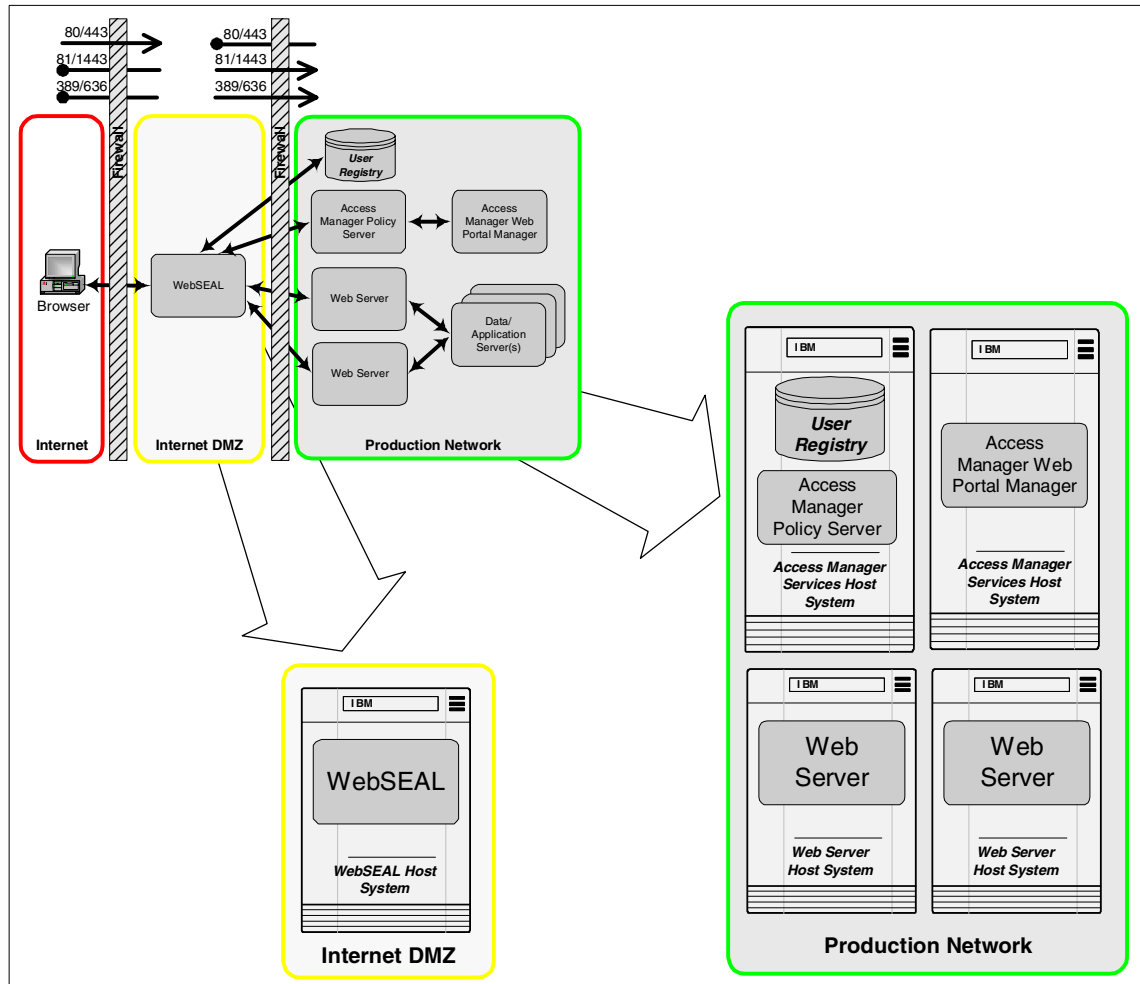 80/443
80/443
81/1443
81/1443
389/636
389/636
Firewall
Firewall
User
Registry
Access
Manager Policy
Server
Access
Manager Web
Portal Manager
Browser
WebSEAL
Web Server
Data/
Application
Server(s)
Web Server
Internet
Internet DMZ
Production Network
IBM
User
Registry
Access
Manager
Policy Server
Access Manager
Services Host
System
IBM
Access
Manager Web
Portal Manager
Access Manager
Services Host
System
IBM
WebSEAL
WebSEAL Host
System
Internet DMZ
IBM
Web
Server
Web Server
Host System
IBM
Web
Server
Web Server
Host System
Production Network